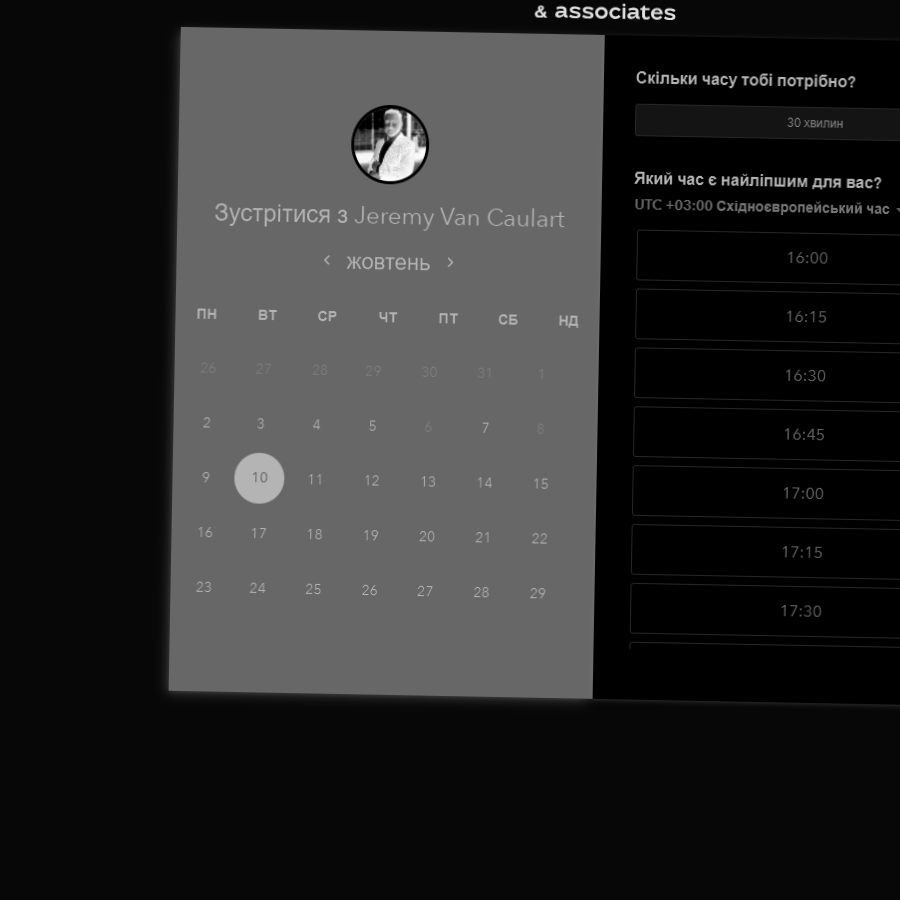 & associates
Зустрітися з Jeremy Van Caulart
жовтень
ПН ВТ СР ЧТ ПТ СБ НД
26 27 28 29 30 31 1
2 3 4 5 6 7 8
9 10 11 12 13 14 15
16 17 18 19 20 21 22
23 24 25 26 27 28 29
Скільки часу тобі потрібно?
30 хвилин
Який час є найліпшим для вас?
UTC +03:00 Східноєвропейський час
16:00
16:15
16:30
16:45
17:00
17:15
17:30